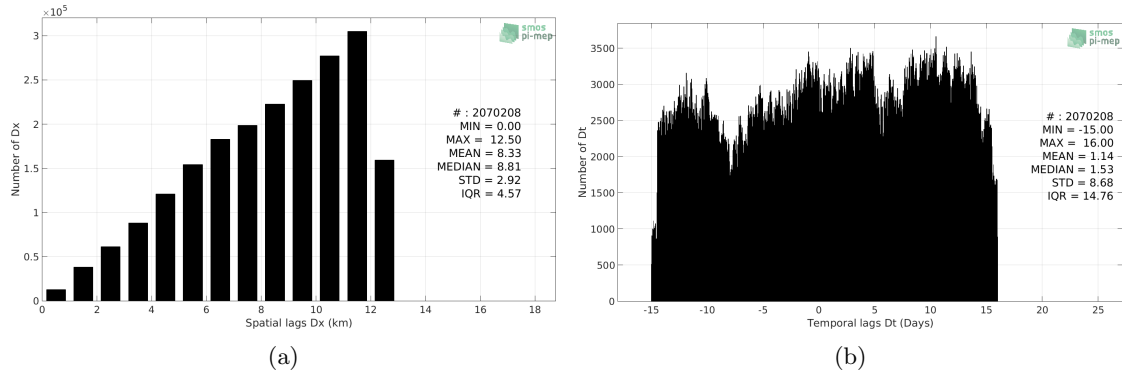 ×10⁵
3
2.5
2
1.5
1
0.5
0
0 2 4 6 8 10 12 14 16 18
Number of Dx
Spatial lags Dx (km)
smos
pi-mep
# : 2070208
MIN = 0.00
MAX = 12.50
MEAN = 8.33
MEDIAN = 8.81
STD = 2.92
IQR = 4.57
(a)
3500
3000
2500
2000
1500
1000
500
0
-15 -10 -5 0 5 10 15 20 25
Number of Dt
Temporal lags Dt (Days)
smos
pi-mep
# : 2070208
MIN = -15.00
MAX = 16.00
MEAN = 1.14
MEDIAN = 1.53
STD = 8.68
IQR = 14.76
(b)